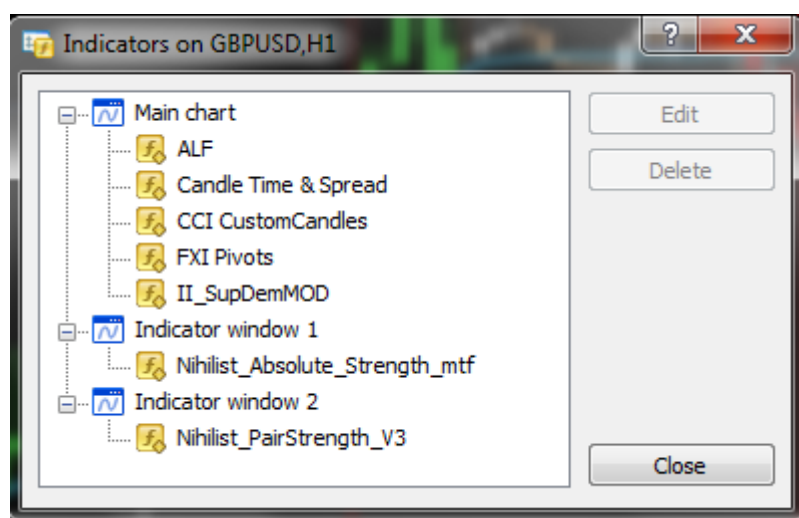 Indicators on GBPUSD,H1
Main chart
ALF
Candle Time & Spread
CCI CustomCandles
FXI Pivots
II_SupDemMOD
Indicator window 1
Nihilist_Absolute_Strength_mtf
Indicator window 2
Nihilist_PairStrength_V3
Edit
Delete
Close